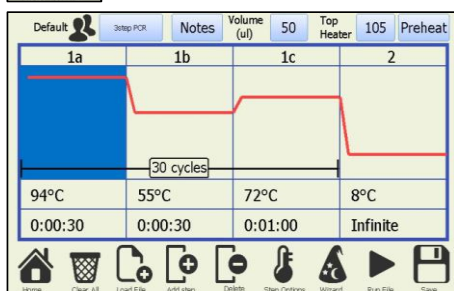 Default 3step PCR Notes Volume (ul) 50 Top Heater 105 Preheat
1a 1b 1c 2
30 cycles
94°C 55°C 72°C 8°C
0:00:30 0:00:30 0:01:00 Infinite
Home Clear All Load File Add step Delete Step Options Wizard Run File Save